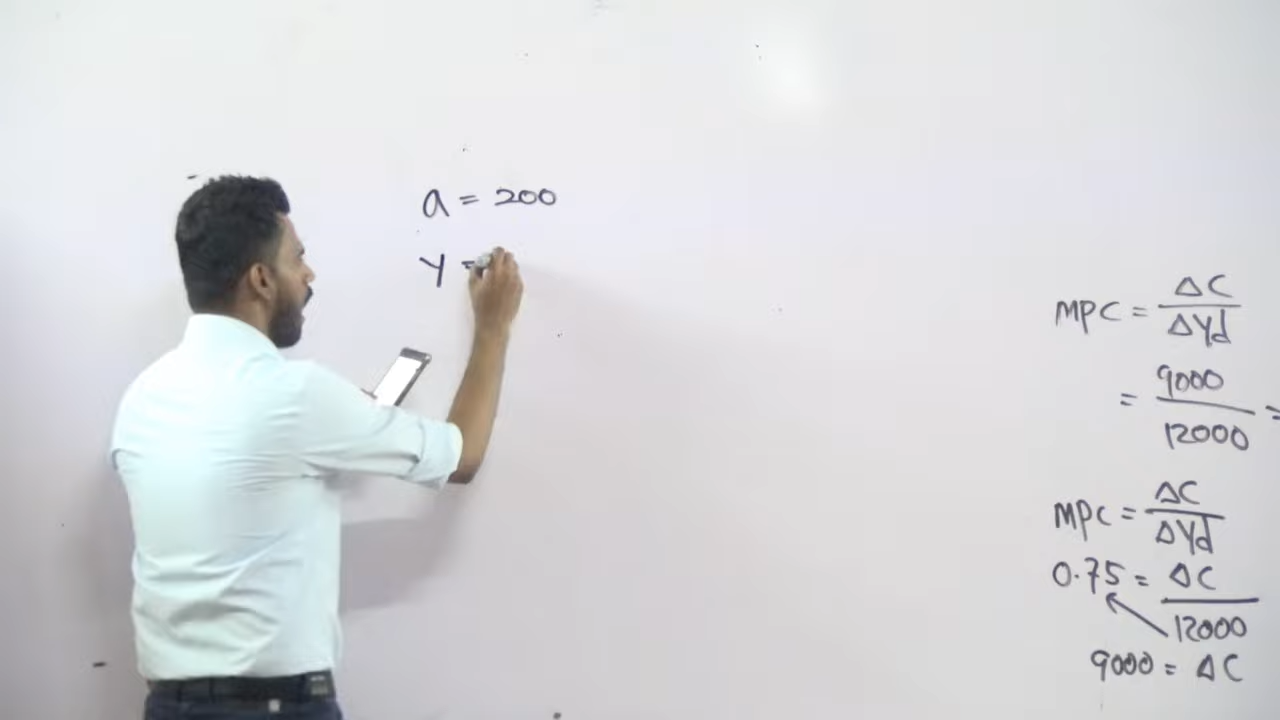 a = 200
y =
MPC = ΔC / ΔYd
= 9000 / 12000 =
MPC = ΔC / ΔYd
0.75 = ΔC / 12000
9000 = ΔC